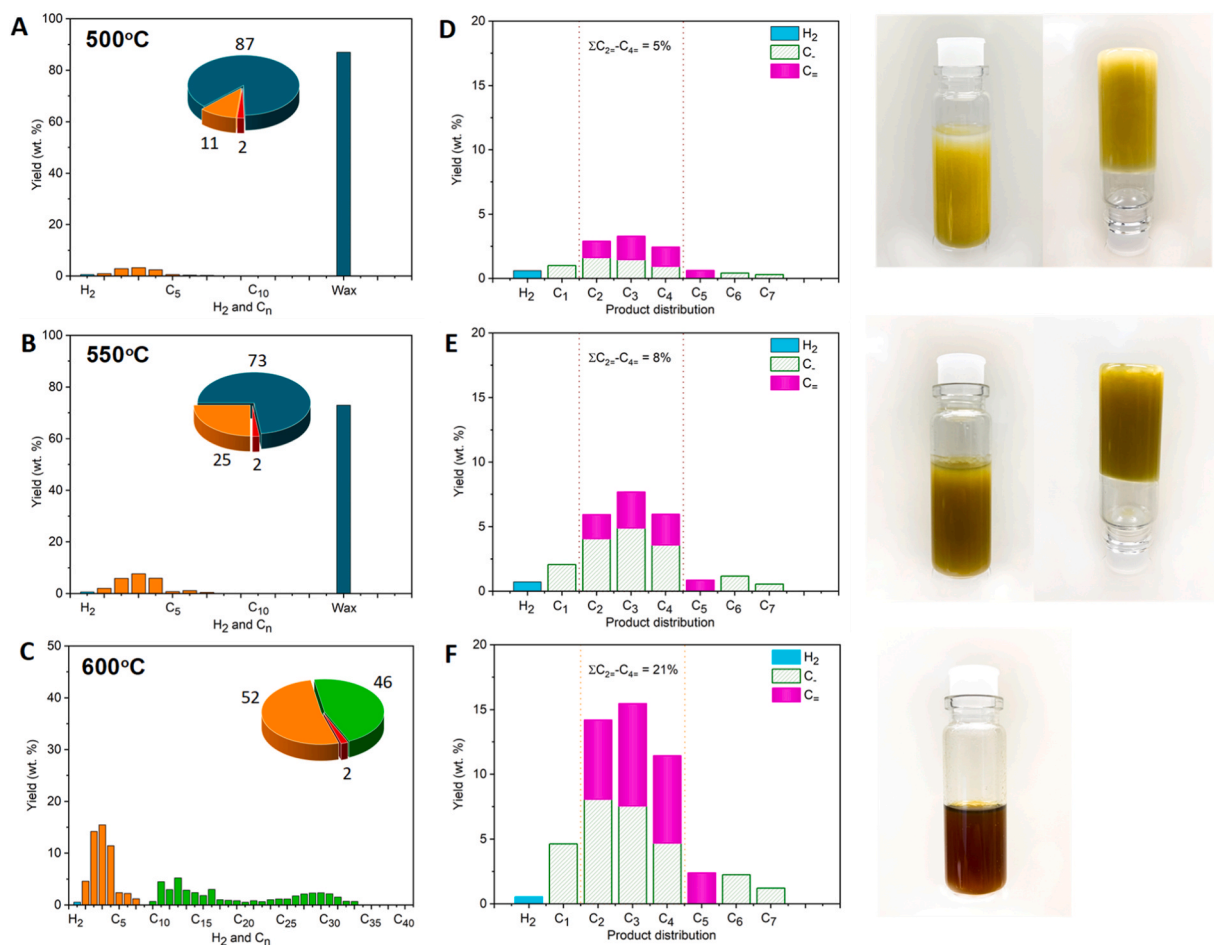 A
500°C
87
11
2
Yield (wt. %)
100
80
60
40
20
0
H₂ C₅ C₁₀ Wax
H₂ and Cₙ
D
ΣC₂₌-C₄₌ = 5%
H₂
C₋
C₌
Yield (wt. %)
20
15
10
5
0
H₂ C₁ C₂ C₃ C₄ C₅ C₆ C₇
Product distribution
B
550°C
73
25
2
Yield (wt. %)
100
80
60
40
20
0
H₂ C₅ C₁₀ Wax
H₂ and Cₙ
E
ΣC₂₌-C₄₌ = 8%
H₂
C₋
C₌
Yield (wt. %)
20
15
10
5
0
H₂ C₁ C₂ C₃ C₄ C₅ C₆ C₇
Product distribution
C
600°C
52
46
2
Yield (wt. %)
50
40
30
20
10
0
H₂ C₅ C₁₀ C₁₅ C₂₀ C₂₅ C₃₀ C₃₅ C₄₀
H₂ and Cₙ
F
ΣC₂₌-C₄₌ = 21%
H₂
C₋
C₌
Yield (wt. %)
20
15
10
5
0
H₂ C₁ C₂ C₃ C₄ C₅ C₆ C₇
Product distribution